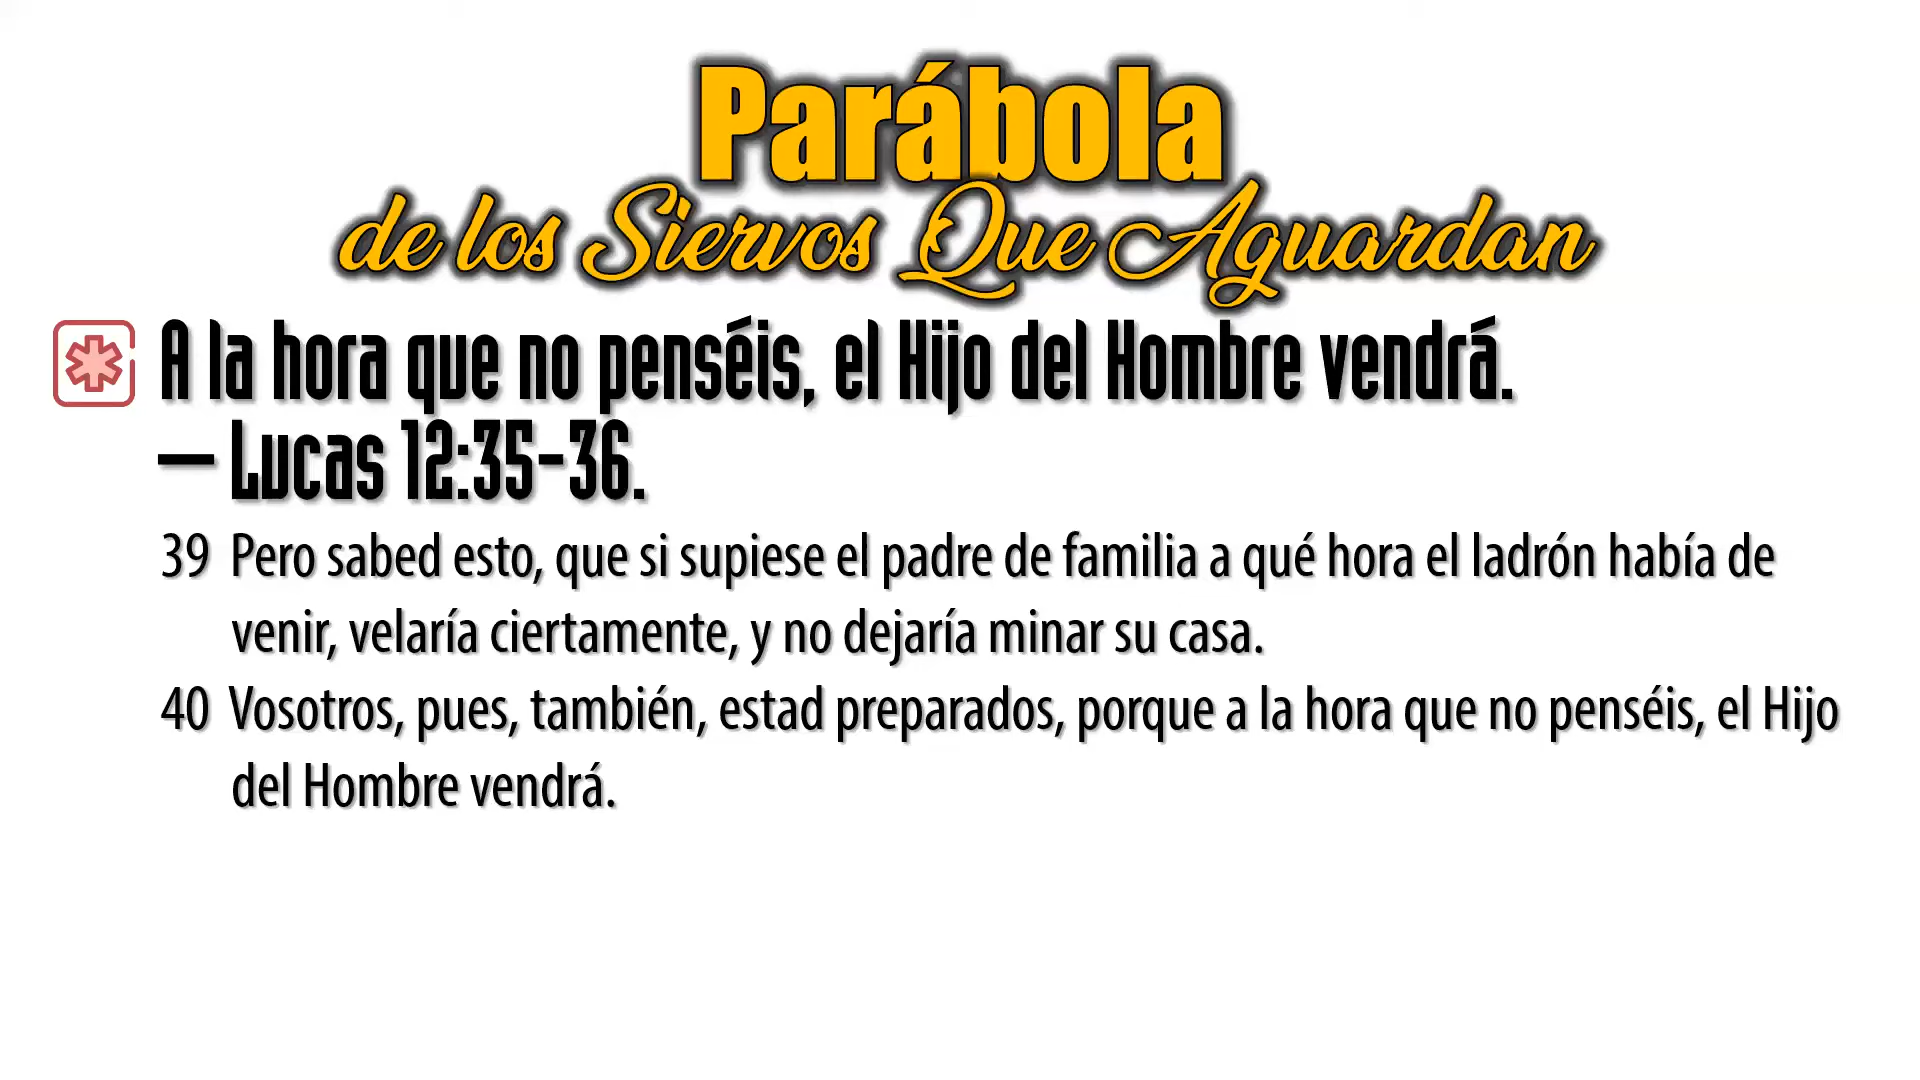 Parábola
de los Siervos Que Aguardan
A la hora que no penséis, el Hijo del Hombre vendrá.
— Lucas 12:35-36.
39 Pero sabed esto, que si supiese el padre de familia a qué hora el ladrón había de
venir, velaría ciertamente, y no dejaría minar su casa.
40 Vosotros, pues, también, estad preparados, porque a la hora que no penséis, el Hijo
del Hombre vendrá.